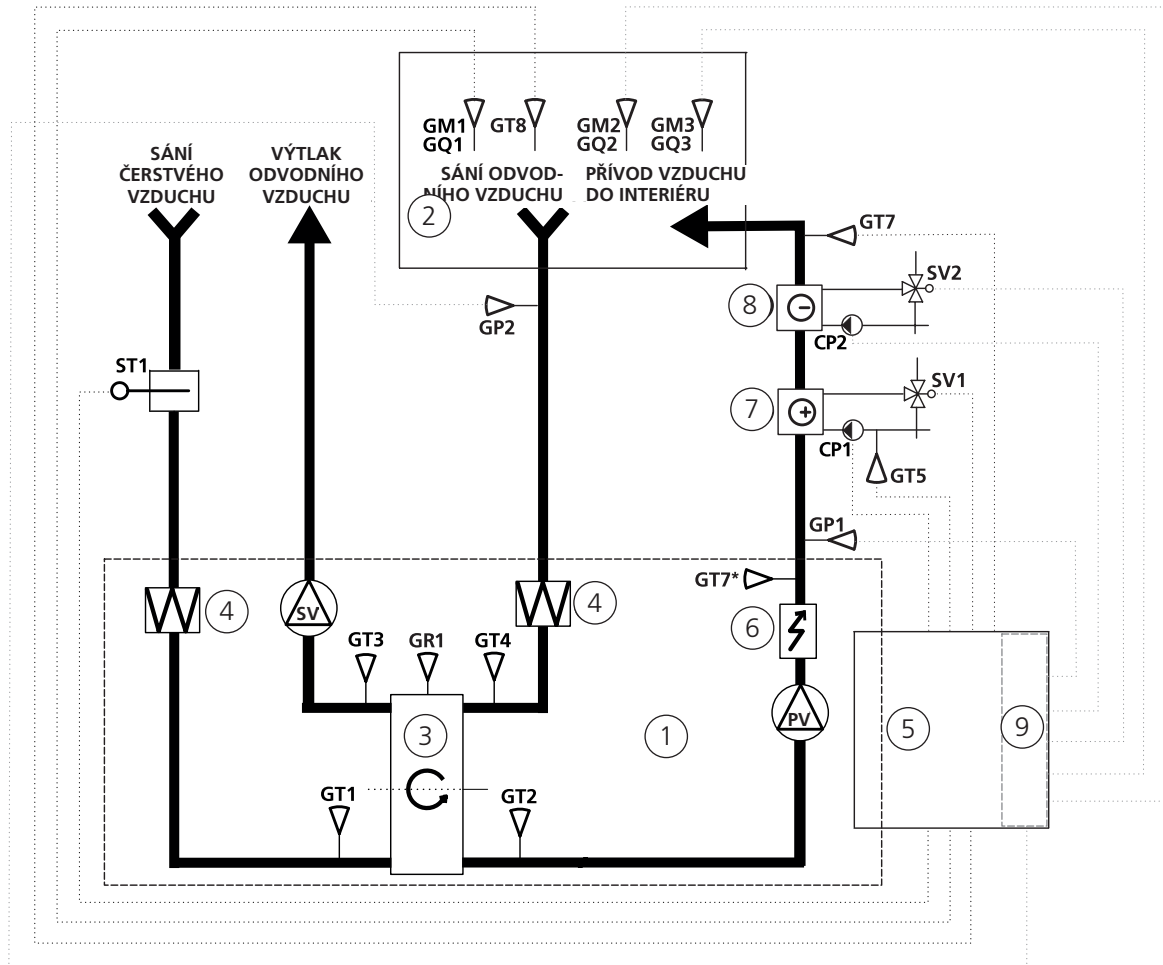 GM1
GQ1
GT8
GM2
GQ2
GM3
GQ3
SÁNÍ
ČERSTVÉHO
VZDUCHU
VÝTLAK
ODVODNÍHO
VZDUCHU
SÁNÍ ODVOD-
NÍHO VZDUCHU
PŘÍVOD VZDUCHU
DO INTERIÉRU
2
GT7
SV2
8
GP2
CP2
ST1
SV1
7
CP1
GT5
GP1
GT7*
4
SV
4
6
GT3
GR1
GT4
PV
3
1
5
9
GT1
GT2